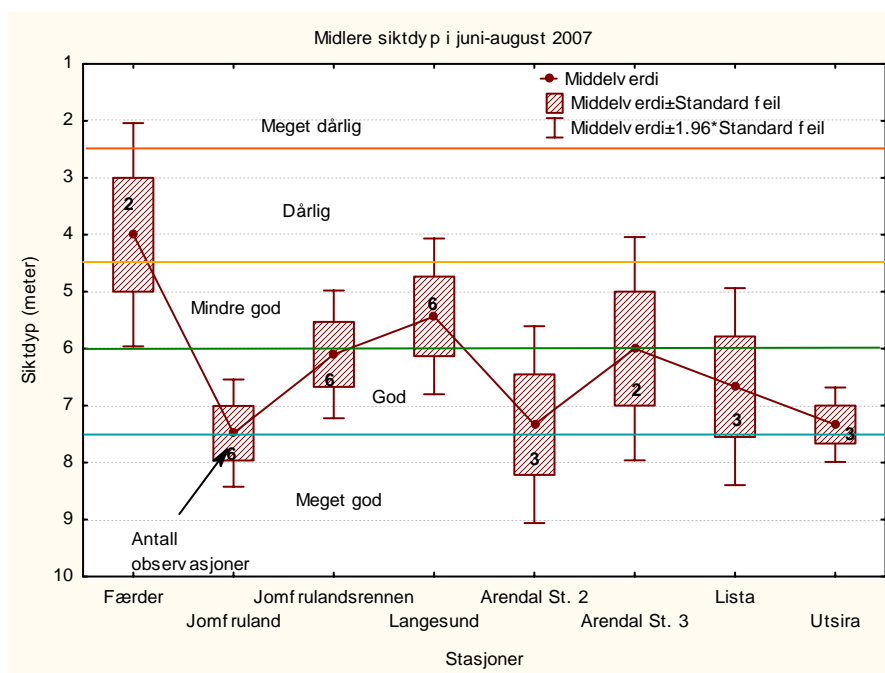 Midlere siktdyp i juni-august 2007
Middelverdi
Middelverdi±Standard feil
Middelverdi±1.96*Standard feil
Siktdyp (meter)
1
2
3
4
5
6
7
8
9
10
Meget dårlig
Dårlig
Mindre god
God
Meget god
2
6
6
6
3
2
3
3
Antall
observasjoner
Færder
Jomfruland
Jomfrulandsrennen
Langesund
Arendal St. 2
Arendal St. 3
Lista
Utsira
Stasjoner